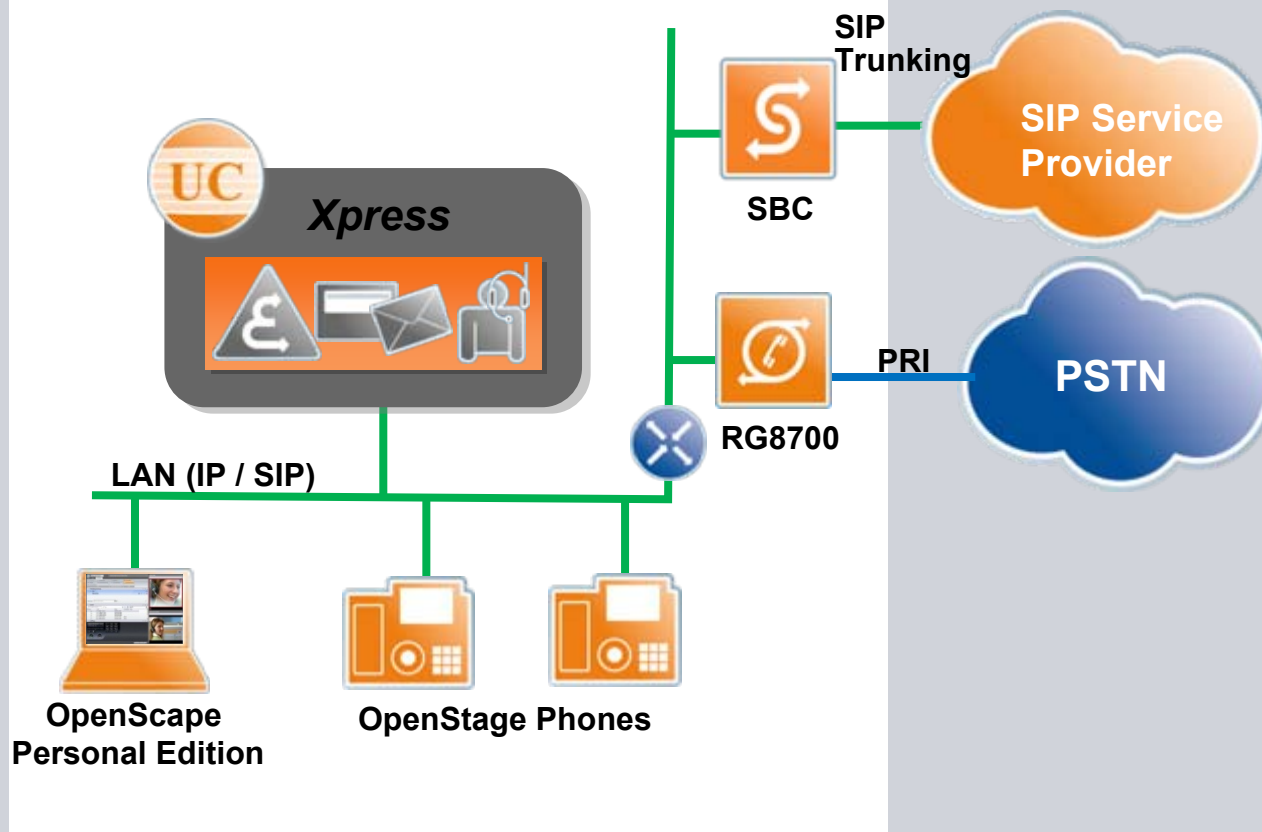 SIP
Trunking
SIP Service
Provider
SBC
UC
Xpress
PRI
PSTN
RG8700
LAN (IP / SIP)
OpenScape
Personal Edition
OpenStage Phones